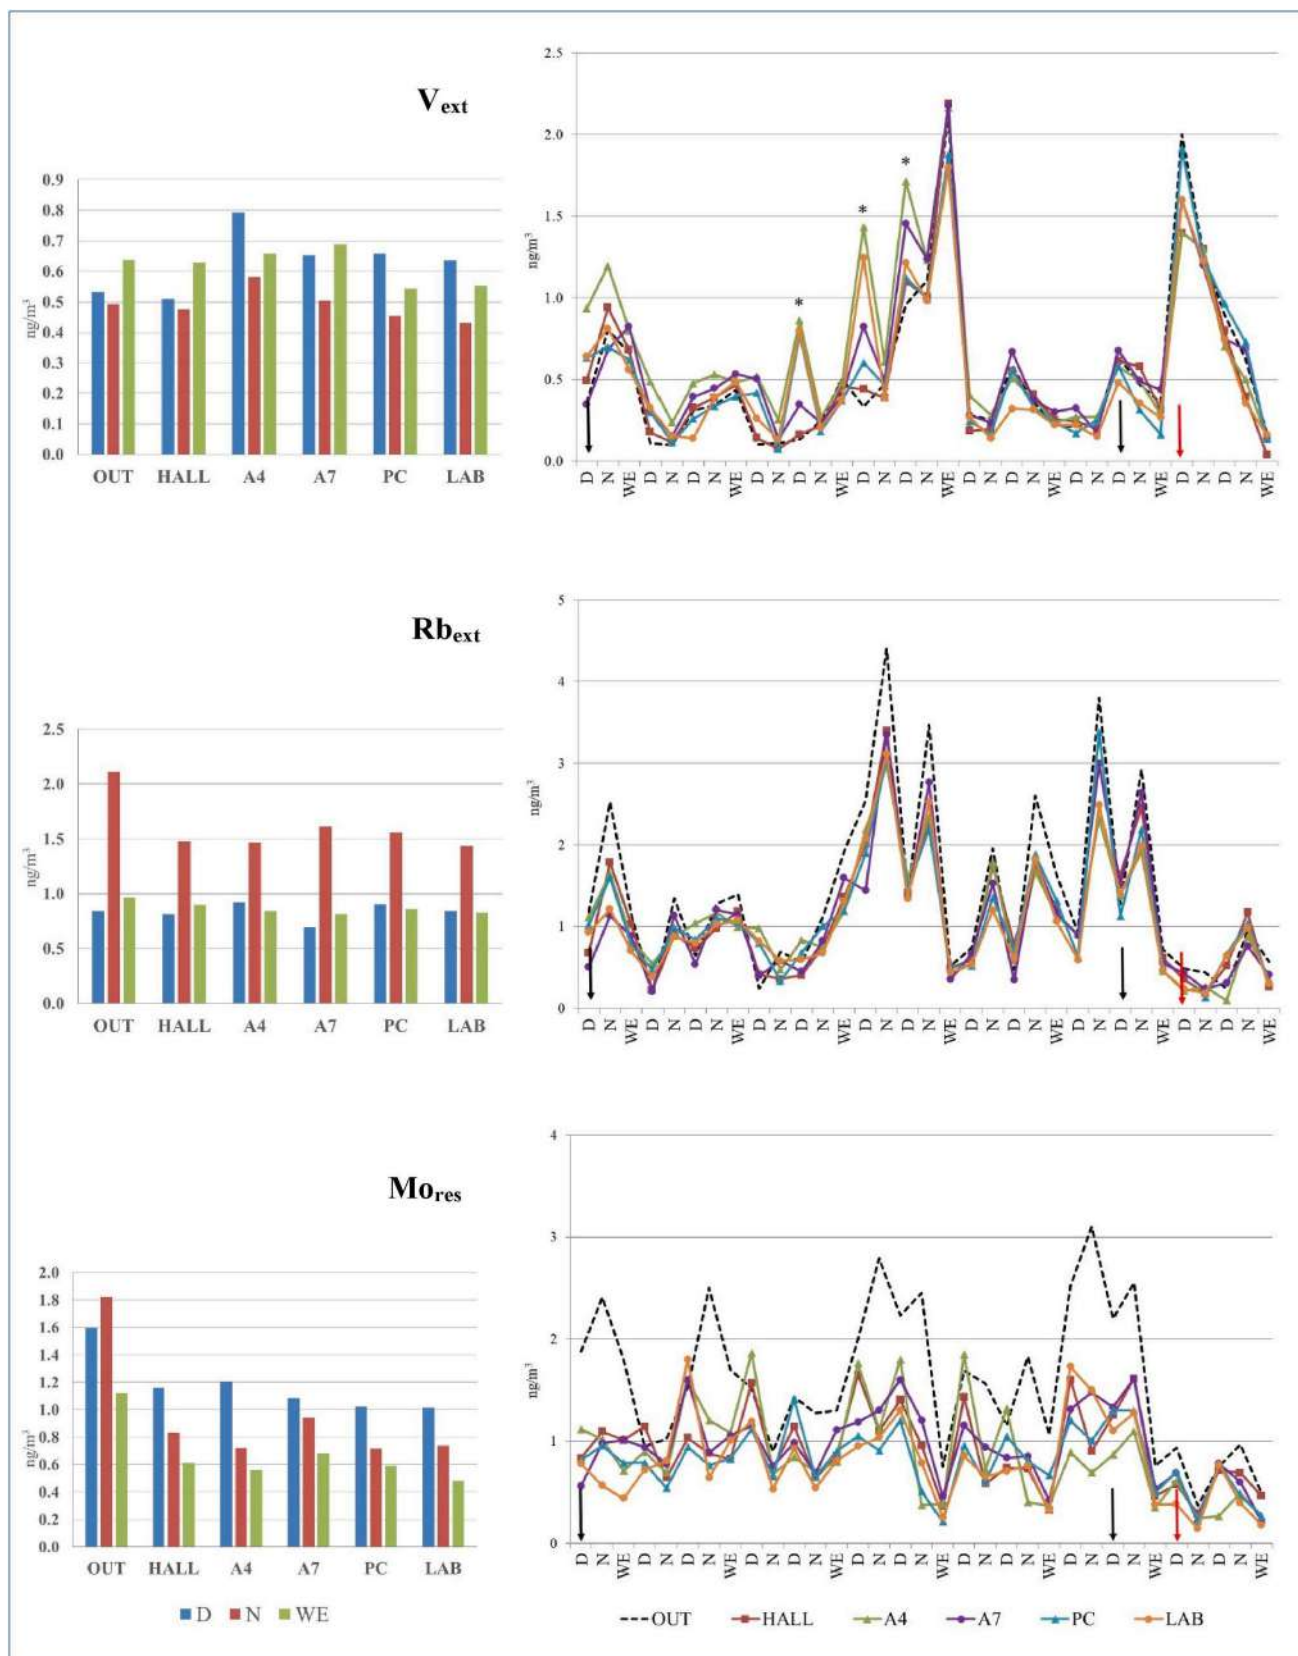 V_ext
2.5
2.0
1.5
1.0
0.5
0.0
ng/m³
* * *
D N WE D N D N WE D N D N WE D N D N WE D N D N WE D N D N WE D N D N WE
0.9
0.8
0.7
0.6
0.5
0.4
0.3
0.2
0.1
0.0
ng/m³
OUT HALL A4 A7 PC LAB
Rb_ext
5
4
3
2
1
0
ng/m³
D N WE D N D N WE D N D N WE D N D N WE D N D N WE D N D N WE D N D N WE
2.5
2.0
1.5
1.0
0.5
0.0
ng/m³
OUT HALL A4 A7 PC LAB
Mo_res
4
3
2
1
0
ng/m³
D N WE D N D N WE D N D N WE D N D N WE D N D N WE D N D N WE D N D N WE
2.0
1.8
1.6
1.4
1.2
1.0
0.8
0.6
0.4
0.2
0.0
ng/m³
OUT HALL A4 A7 PC LAB
D N WE
OUT HALL A4 A7 PC LAB